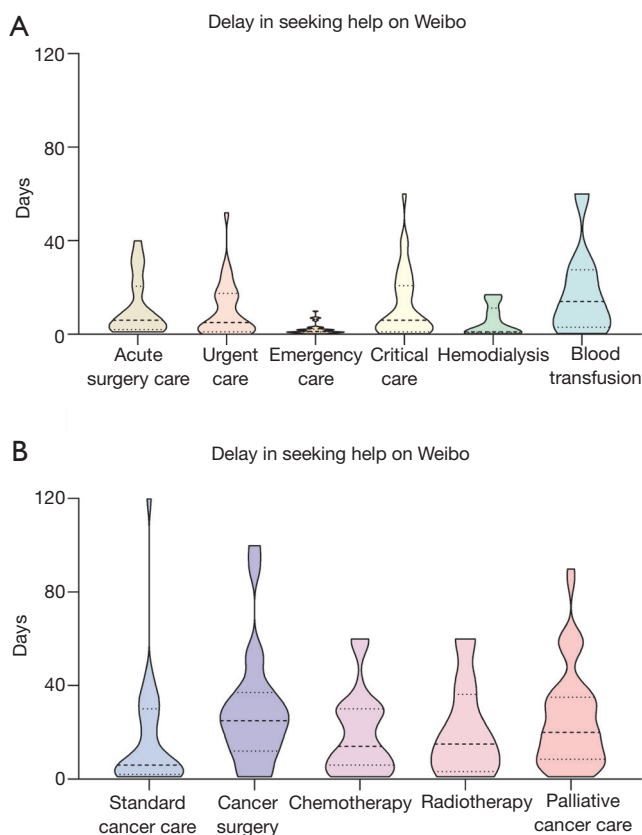 A
Delay in seeking help on Weibo
120
80
Days
40
0
Acute
surgery care
Urgent
care
Emergency
care
Critical
care
Hemodialysis
Blood
transfusion
B
Delay in seeking help on Weibo
120
80
Days
40
0
Standard
cancer care
Cancer
surgery
Chemotherapy
Radiotherapy
Palliative
cancer care